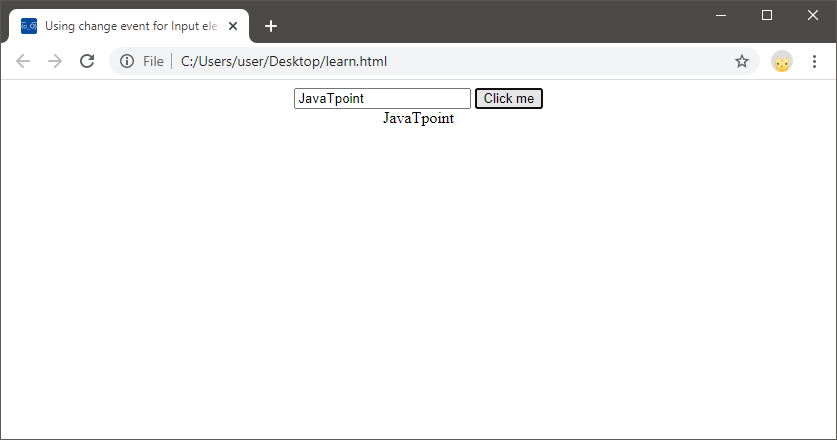 Using change event for Input ele
File C:/Users/user/Desktop/learn.html
JavaTpoint Click me
JavaTpoint